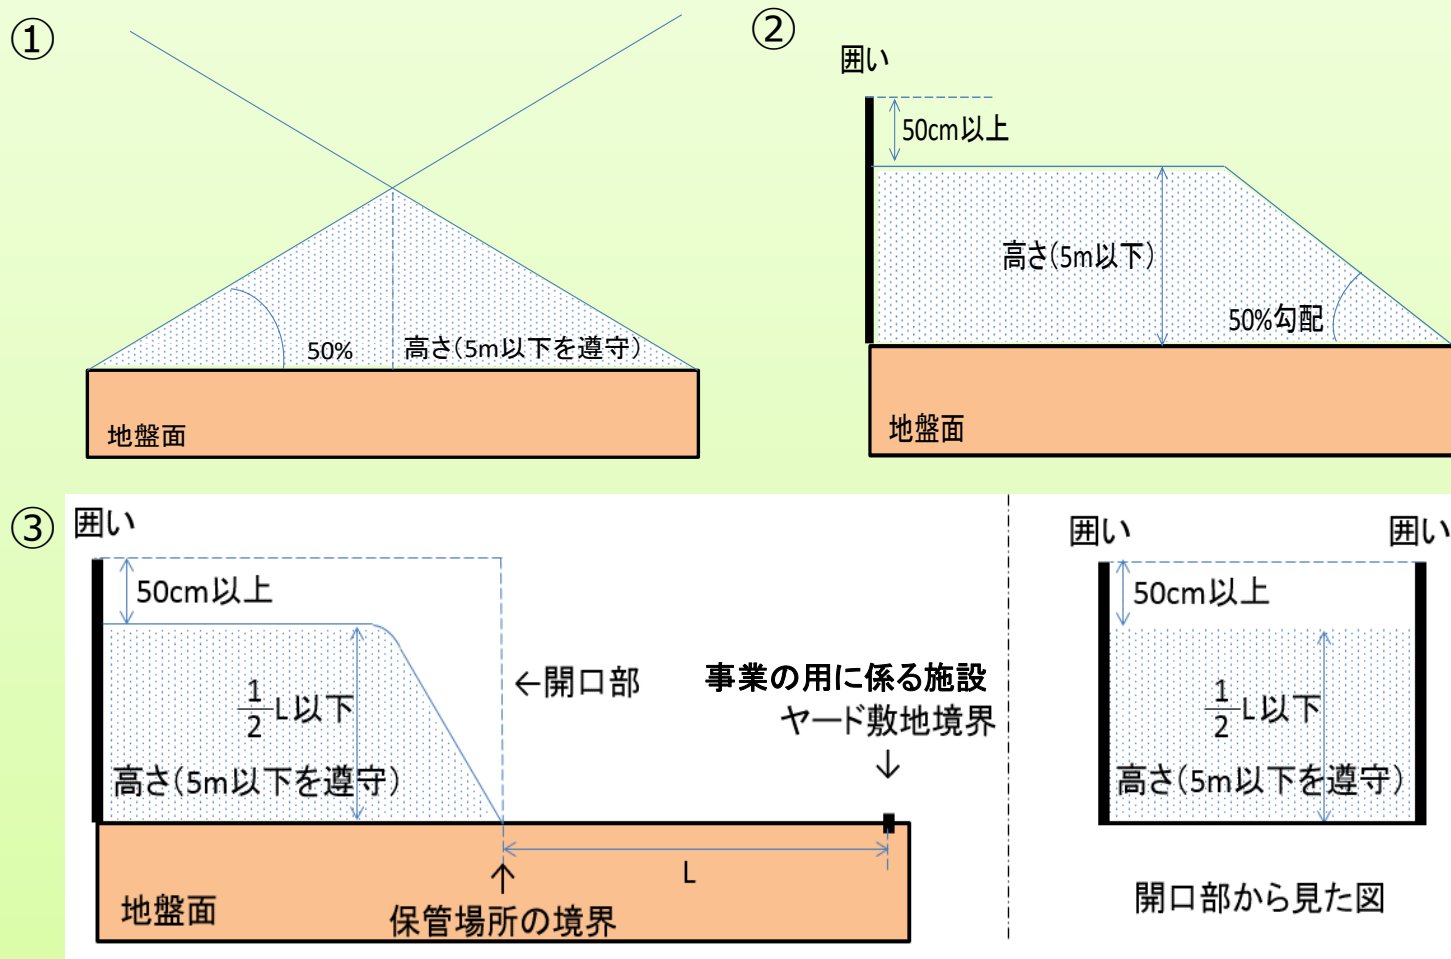 ①
50%
高さ(5m以下を遵守)
地盤面
②
囲い
50cm以上
高さ(5m以下)
50%勾配
地盤面
③
囲い
50cm以上
1/2 L以下
高さ(5m以下を遵守)
←開口部
事業の用に係る施設
ヤード敷地境界
↓
L
↑
保管場所の境界
地盤面
囲い
囲い
50cm以上
1/2 L以下
高さ(5m以下を遵守)
開口部から見た図